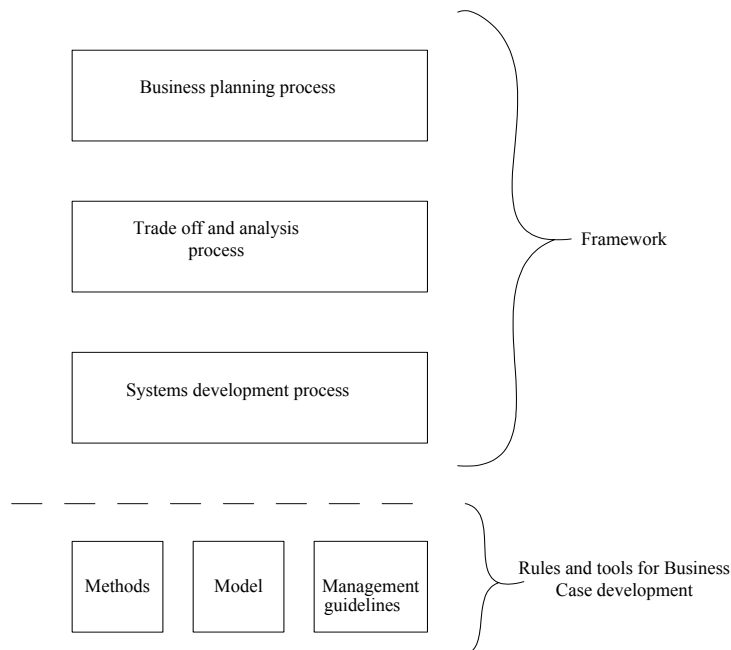 Business planning process
Trade off and analysis
process
Framework
Systems development process
Methods
Model
Management
guidelines
Rules and tools for Business
Case development